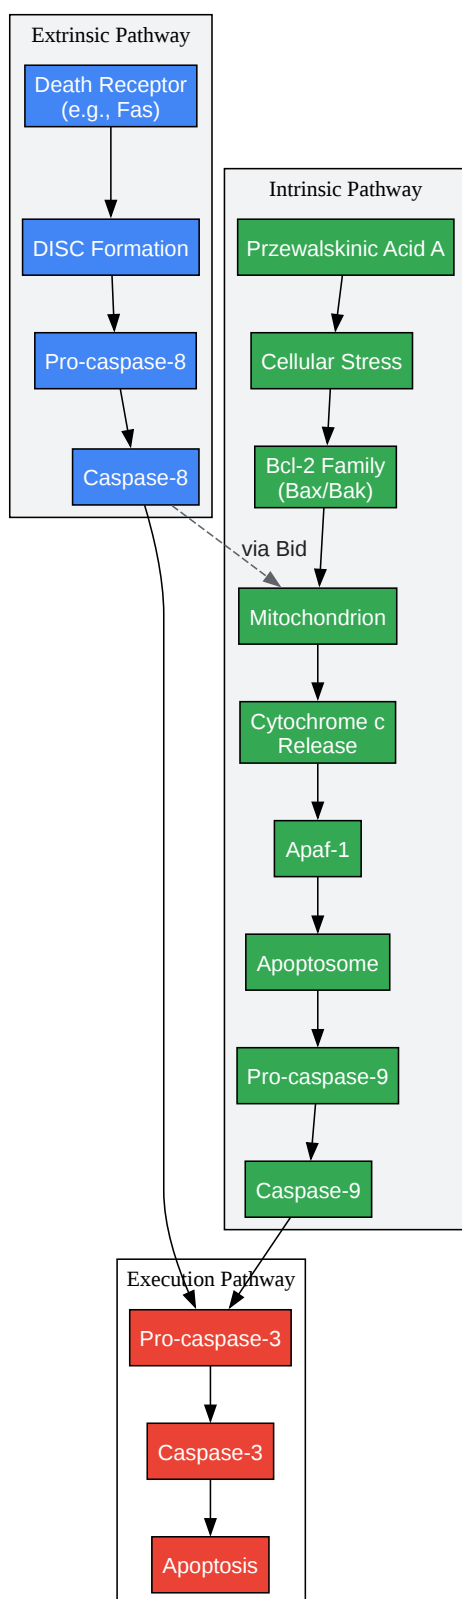 Extrinsic Pathway
Death Receptor
(e.g., Fas)
DISC Formation
Pro-caspase-8
Caspase-8
via Bid
Intrinsic Pathway
Przewalskinic Acid A
Cellular Stress
Bcl-2 Family
(Bax/Bak)
Mitochondrion
Cytochrome c
Release
Apaf-1
Apoptosome
Pro-caspase-9
Caspase-9
Execution Pathway
Pro-caspase-3
Caspase-3
Apoptosis